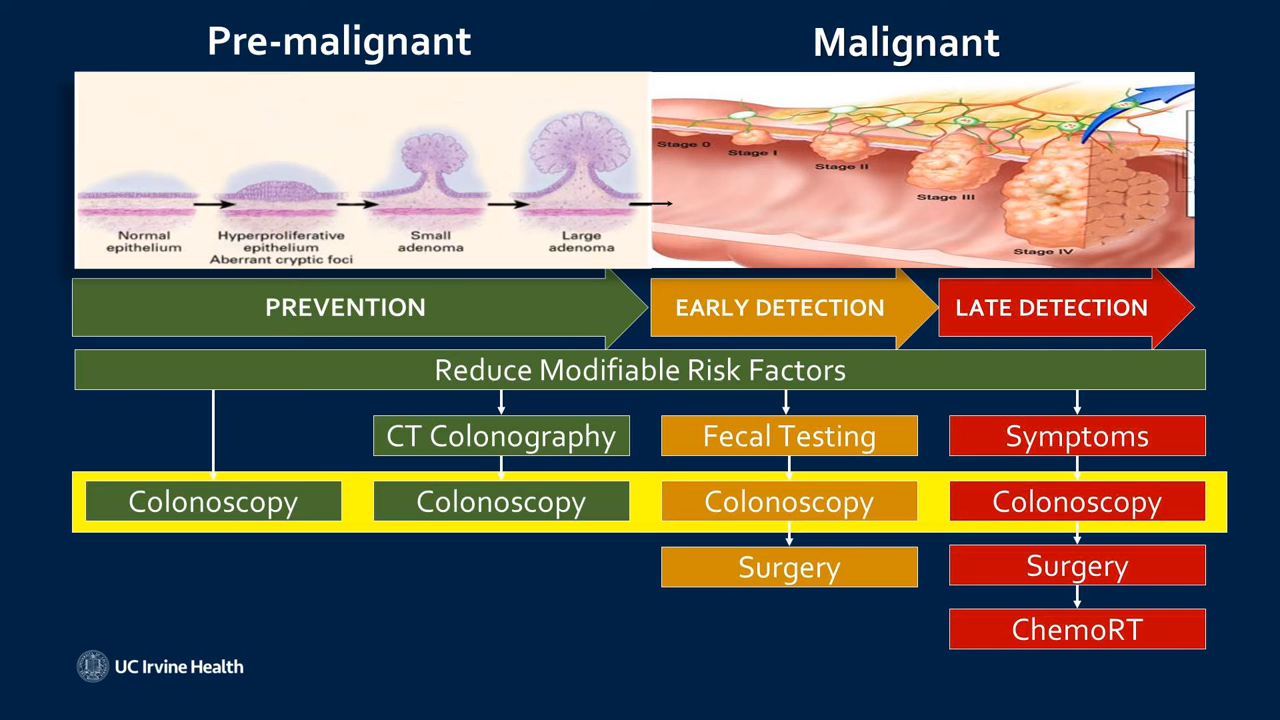 Pre-malignant
Malignant
Normal
epithelium
Hyperproliferative
epithelium
Aberrant cryptic foci
Small
adenoma
Large
adenoma
Stage 0
Stage I
Stage II
Stage III
Stage IV
PREVENTION
EARLY DETECTION
LATE DETECTION
Reduce Modifiable Risk Factors
CT Colonography
Fecal Testing
Symptoms
Colonoscopy
Colonoscopy
Colonoscopy
Colonoscopy
Surgery
Surgery
ChemoRT
UC Irvine Health